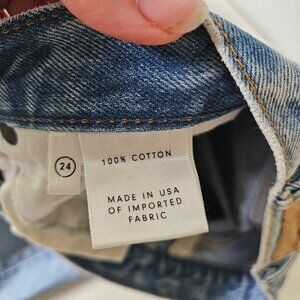 24
100% COTTON
MADE IN USA
OF IMPORTED
FABRIC